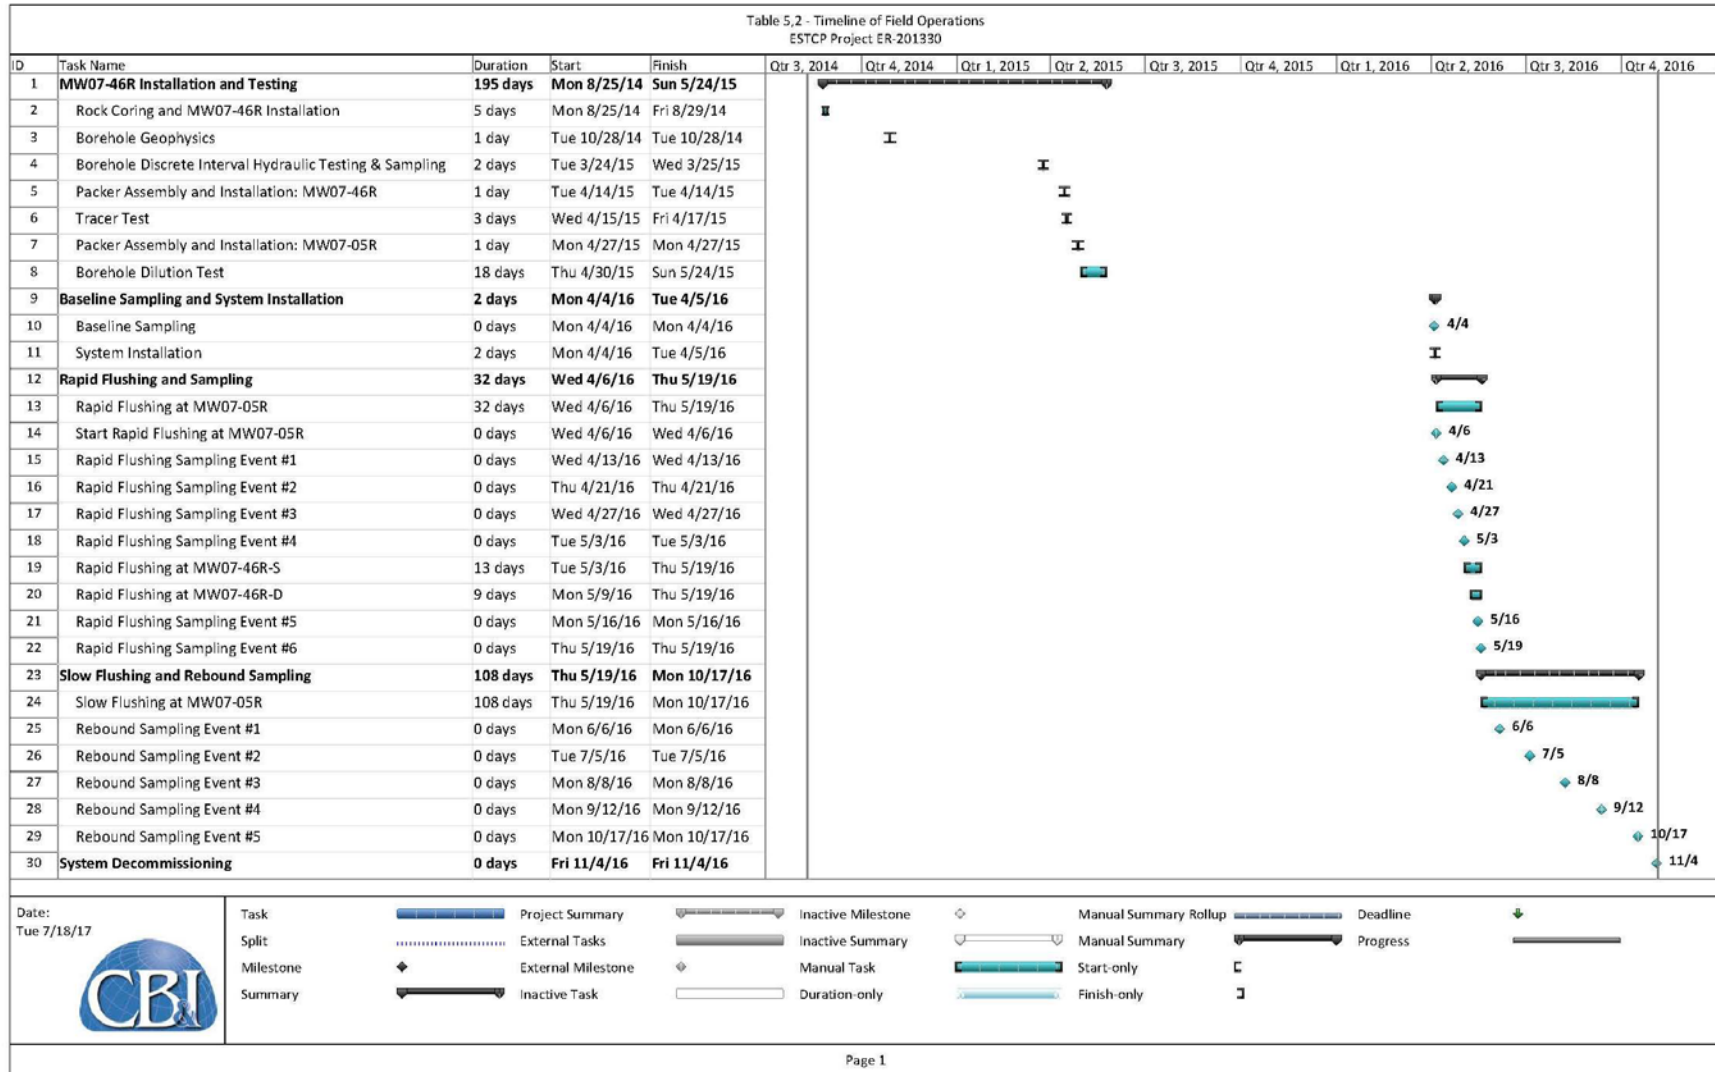 Table 5,2 - Timeline of Field Operations
ESTCP Project ER-201330
ID Task Name Duration Start Finish Qtr 3, 2014 Qtr 4, 2014 Qtr 1, 2015 Qtr 2, 2015 Qtr 3, 2015 Qtr 4, 2015 Qtr 1, 2016 Qtr 2, 2016 Qtr 3, 2016 Qtr 4, 2016
1 MW07-46R Installation and Testing 195 days Mon 8/25/14 Sun 5/24/15
2 Rock Coring and MW07-46R Installation 5 days Mon 8/25/14 Fri 8/29/14
3 Borehole Geophysics 1 day Tue 10/28/14 Tue 10/28/14
4 Borehole Discrete Interval Hydraulic Testing & Sampling 2 days Tue 3/24/15 Wed 3/25/15
5 Packer Assembly and Installation: MW07-46R 1 day Tue 4/14/15 Tue 4/14/15
6 Tracer Test 3 days Wed 4/15/15 Fri 4/17/15
7 Packer Assembly and Installation: MW07-05R 1 day Mon 4/27/15 Mon 4/27/15
8 Borehole Dilution Test 18 days Thu 4/30/15 Sun 5/24/15
9 Baseline Sampling and System Installation 2 days Mon 4/4/16 Tue 4/5/16
10 Baseline Sampling 0 days Mon 4/4/16 Mon 4/4/16 4/4
11 System Installation 2 days Mon 4/4/16 Tue 4/5/16
12 Rapid Flushing and Sampling 32 days Wed 4/6/16 Thu 5/19/16
13 Rapid Flushing at MW07-05R 32 days Wed 4/6/16 Thu 5/19/16
14 Start Rapid Flushing at MW07-05R 0 days Wed 4/6/16 Wed 4/6/16 4/6
15 Rapid Flushing Sampling Event #1 0 days Wed 4/13/16 Wed 4/13/16 4/13
16 Rapid Flushing Sampling Event #2 0 days Thu 4/21/16 Thu 4/21/16 4/21
17 Rapid Flushing Sampling Event #3 0 days Wed 4/27/16 Wed 4/27/16 4/27
18 Rapid Flushing Sampling Event #4 0 days Tue 5/3/16 Tue 5/3/16 5/3
19 Rapid Flushing at MW07-46R-S 13 days Tue 5/3/16 Thu 5/19/16
20 Rapid Flushing at MW07-46R-D 9 days Mon 5/9/16 Thu 5/19/16
21 Rapid Flushing Sampling Event #5 0 days Mon 5/16/16 Mon 5/16/16 5/16
22 Rapid Flushing Sampling Event #6 0 days Thu 5/19/16 Thu 5/19/16 5/19
23 Slow Flushing and Rebound Sampling 108 days Thu 5/19/16 Mon 10/17/16
24 Slow Flushing at MW07-05R 108 days Thu 5/19/16 Mon 10/17/16
25 Rebound Sampling Event #1 0 days Mon 6/6/16 Mon 6/6/16 6/6
26 Rebound Sampling Event #2 0 days Tue 7/5/16 Tue 7/5/16 7/5
27 Rebound Sampling Event #3 0 days Mon 8/8/16 Mon 8/8/16 8/8
28 Rebound Sampling Event #4 0 days Mon 9/12/16 Mon 9/12/16 9/12
29 Rebound Sampling Event #5 0 days Mon 10/17/16 Mon 10/17/16 10/17
30 System Decommissioning 0 days Fri 11/4/16 Fri 11/4/16 11/4
Date:
Tue 7/18/17
CB&I
Task Project Summary Inactive Milestone Manual Summary Rollup Deadline
Split External Tasks Inactive Summary Manual Summary Progress
Milestone External Milestone Manual Task Start-only
Summary Inactive Task Duration-only Finish-only
Page 1